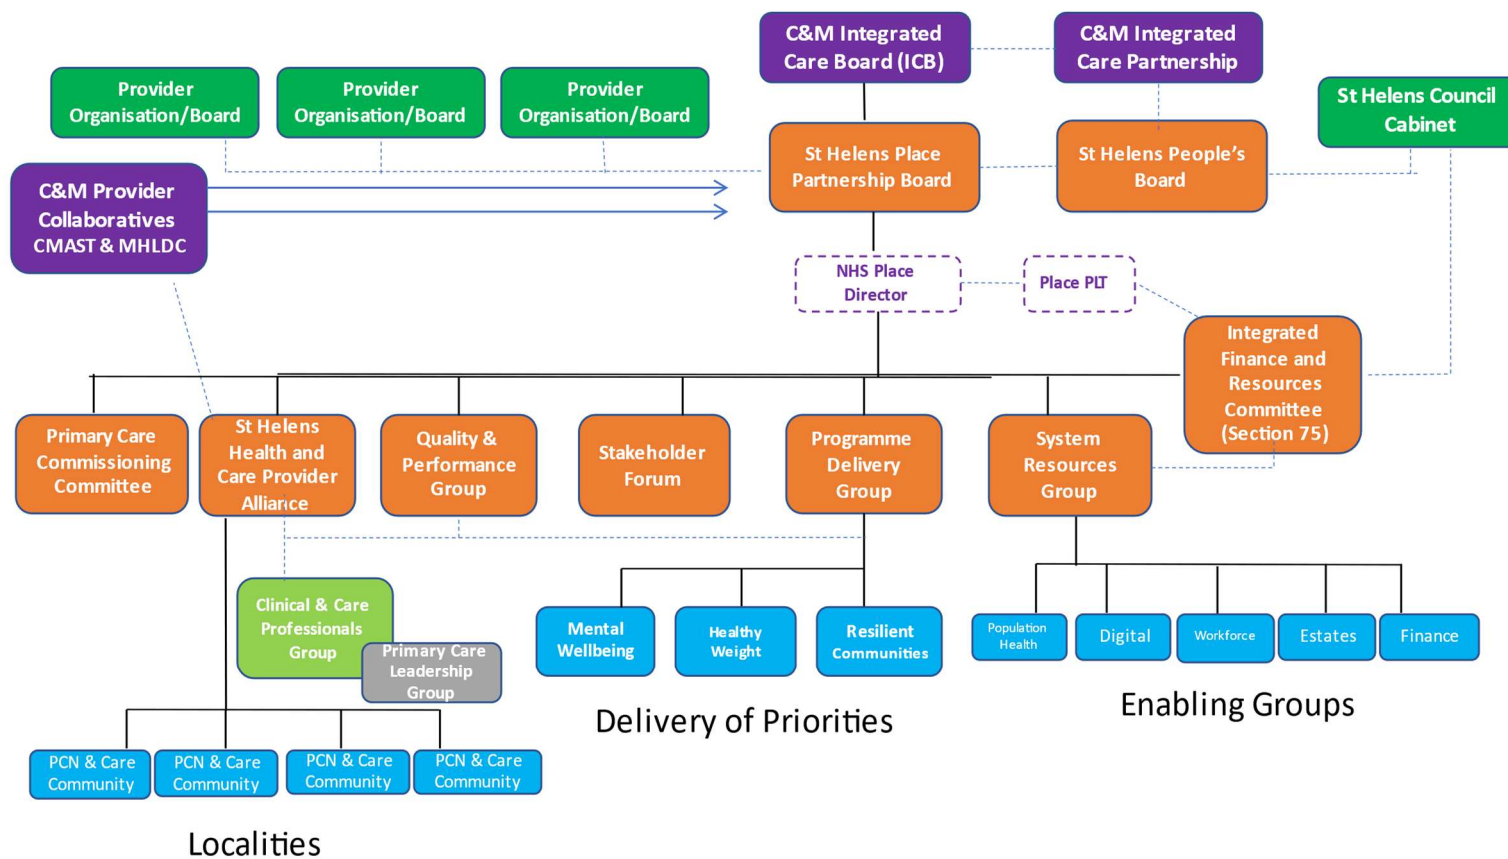 C&M Integrated
Care Board (ICB)
C&M Integrated
Care Partnership
Provider
Organisation/Board
Provider
Organisation/Board
Provider
Organisation/Board
St Helens Council
Cabinet
St Helens Place
Partnership Board
St Helens People's
Board
C&M Provider
Collaboratives
CMAST & MHLDC
NHS Place
Director
Place PLT
Integrated
Finance and
Resources
Committee
(Section 75)
Primary Care
Commissioning
Committee
St Helens
Health and
Care Provider
Alliance
Quality &
Performance
Group
Stakeholder
Forum
Programme
Delivery
Group
System
Resources
Group
Clinical & Care
Professionals
Group
Primary Care
Leadership
Group
Mental
Wellbeing
Healthy
Weight
Resilient
Communities
Population
Health
Digital
Workforce
Estates
Finance
Delivery of Priorities
Enabling Groups
PCN & Care
Community
PCN & Care
Community
PCN & Care
Community
PCN & Care
Community
Localities